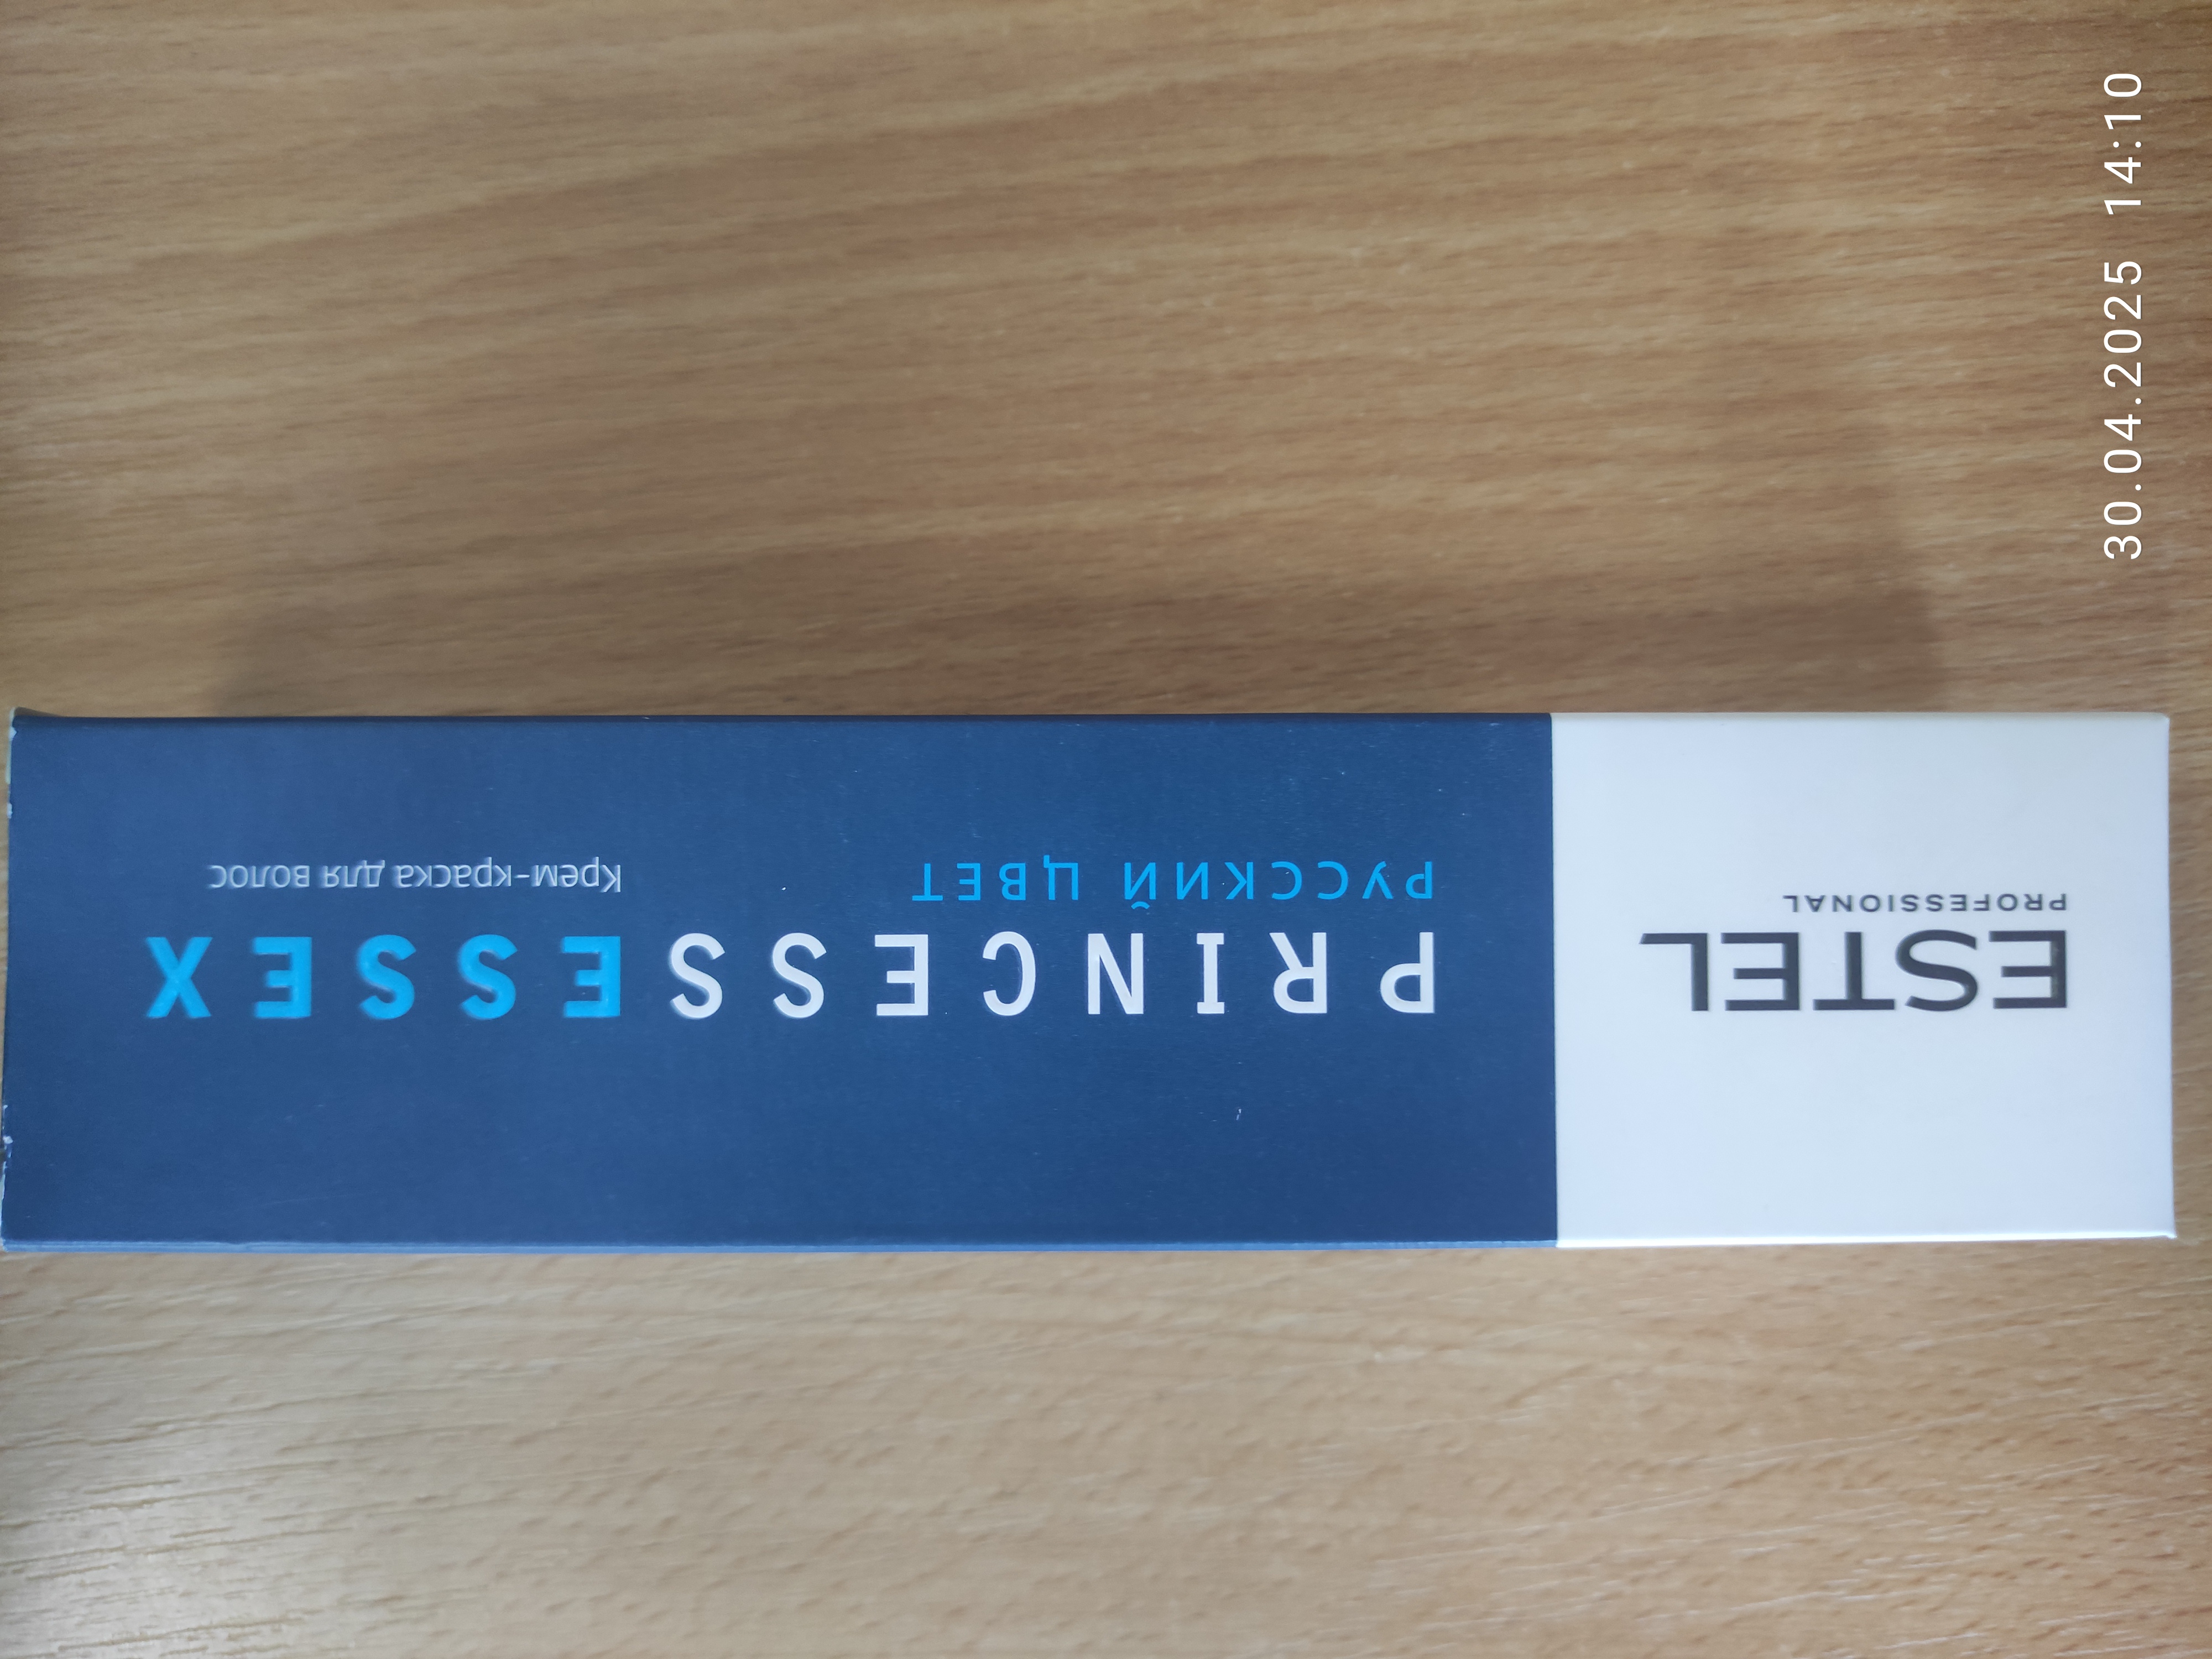 ESTEL
PROFESSIONAL
PRINCESS ESSEX
РУССКИЙ ЦВЕТ
Крем-краска для волос
30.04.2025 14:10